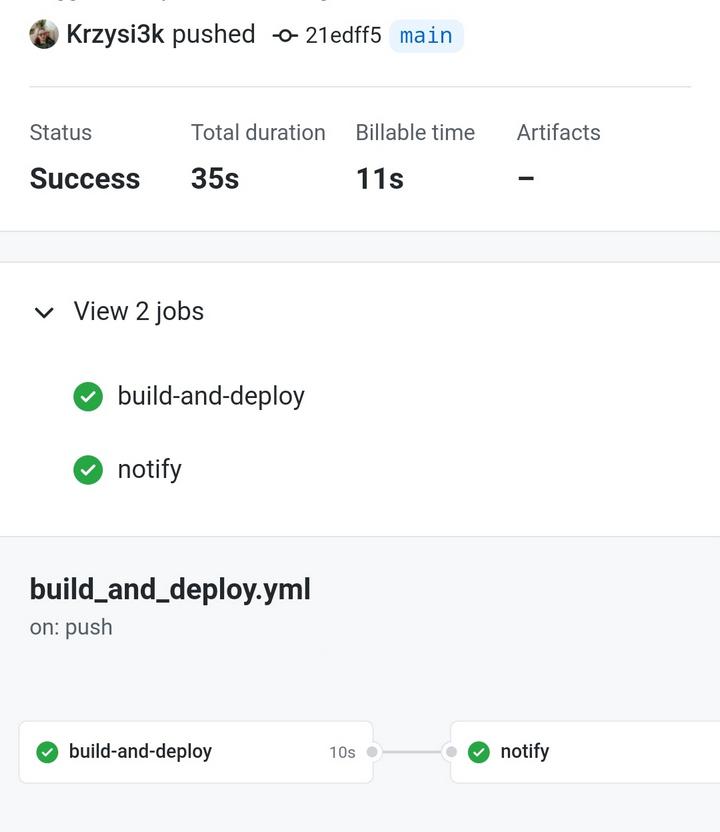 Krzysi3k pushed 21edff5 main
Status Total duration Billable time Artifacts
Success 35s 11s –
View 2 jobs
build-and-deploy
notify
build_and_deploy.yml
on: push
build-and-deploy 10s notify